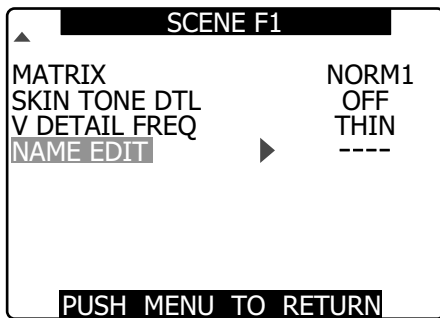 SCENE F1
MATRIX NORM1
SKIN TONE DTL OFF
V DETAIL FREQ THIN
NAME EDIT ----
PUSH MENU TO RETURN